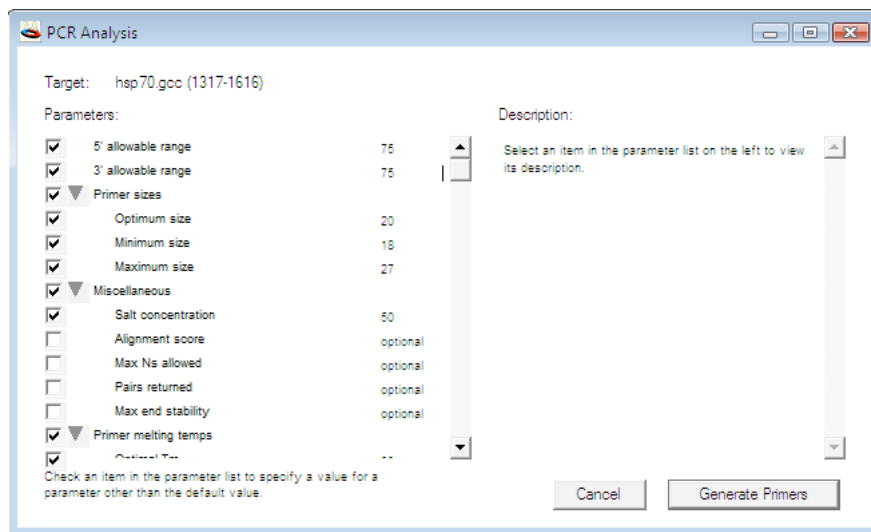 PCR Analysis
Target: hsp70.gcc (1317-1616)
Parameters:
Description:
5' allowable range 75
3' allowable range 75
Primer sizes
Optimum size 20
Minimum size 18
Maximum size 27
Miscellaneous
Salt concentration 50
Alignment score optional
Max Ns allowed optional
Pairs returned optional
Max end stability optional
Primer melting temps
Optimal Tm
Select an item in the parameter list on the left to view
its description.
Check an item in the parameter list to specify a value for a
parameter other than the default value.
Cancel
Generate Primers